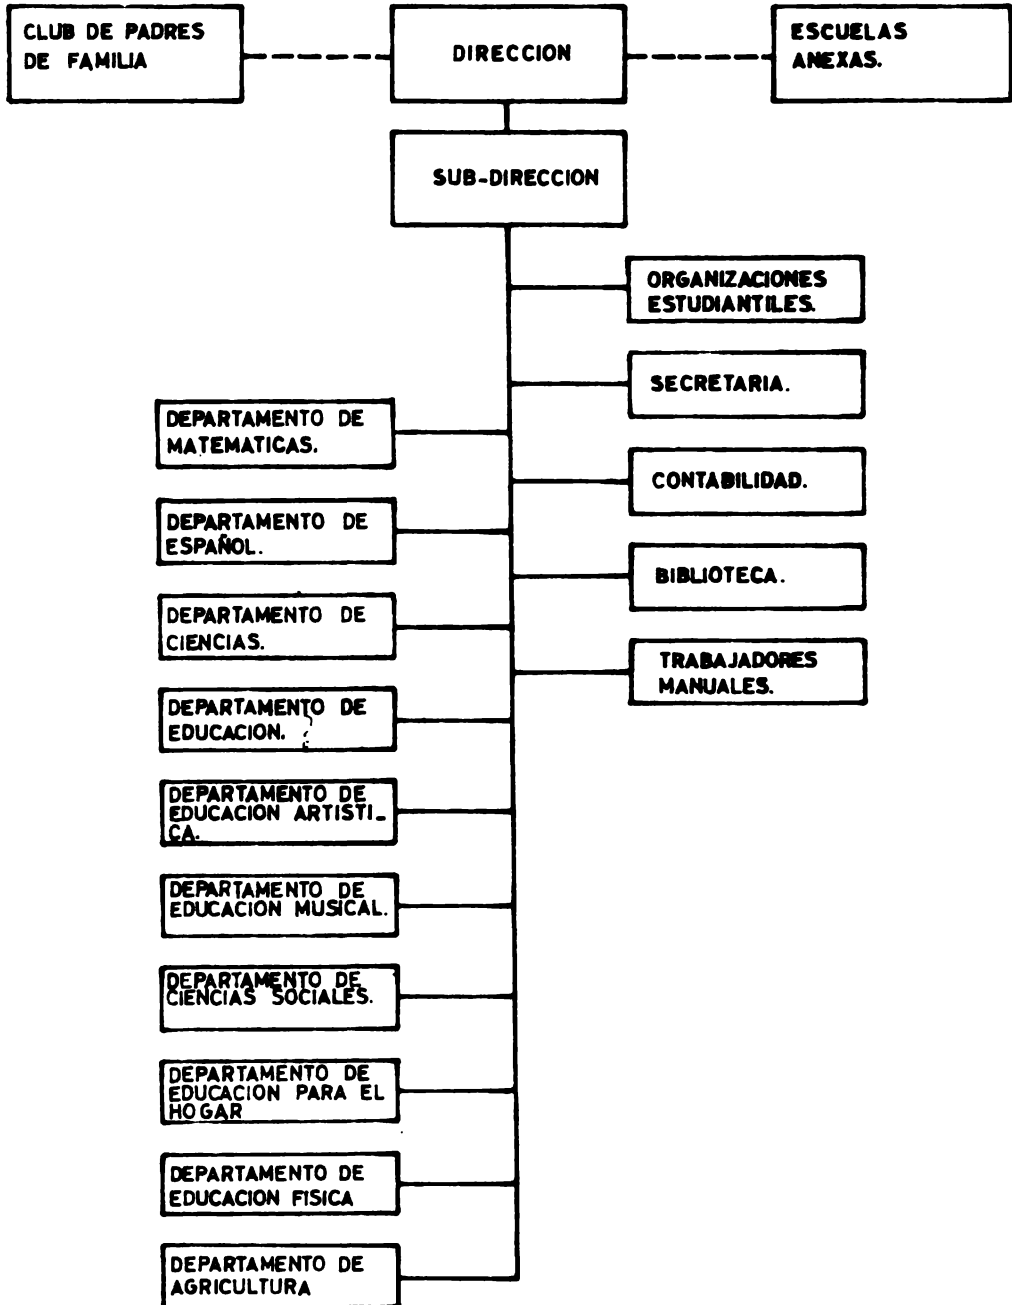 CLUB DE PADRES
DE FAMILIA
DIRECCION
ESCUELAS
ANEXAS.
SUB-DIRECCION
ORGANIZACIONES
ESTUDIANTILES.
SECRETARIA.
CONTABILIDAD.
BIBLIOTECA.
TRABAJADORES
MANUALES.
DEPARTAMENTO DE
MATEMATICAS.
DEPARTAMENTO DE
ESPAÑOL.
DEPARTAMENTO DE
CIENCIAS.
DEPARTAMENTO DE
EDUCACION.
DEPARTAMENTO DE
EDUCACION ARTISTI-
CA.
DEPARTAMENTO DE
EDUCACION MUSICAL.
DEPARTAMENTO DE
CIENCIAS SOCIALES.
DEPARTAMENTO DE
EDUCACION PARA EL
HOGAR
DEPARTAMENTO DE
EDUCACION FISICA
DEPARTAMENTO DE
AGRICULTURA